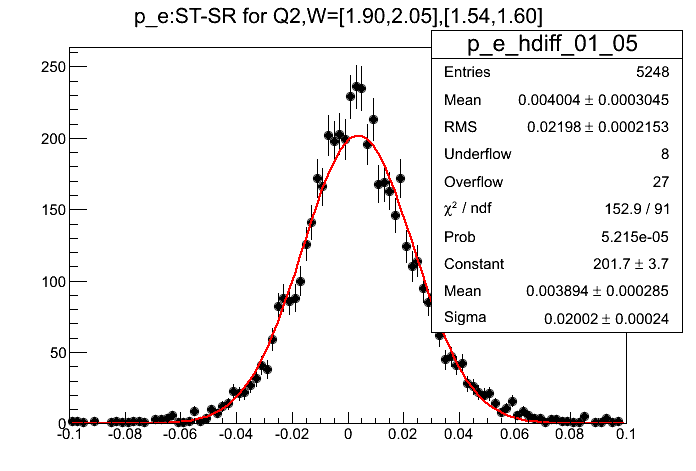 p_e:ST-SR for Q2,W=[1.90,2.05],[1.54,1.60]
p_e_hdiff_01_05
Entries 5248
Mean 0.004004 ± 0.0003045
RMS 0.02198 ± 0.0002153
Underflow 8
Overflow 27
χ² / ndf 152.9 / 91
Prob 5.215e-05
Constant 201.7 ± 3.7
Mean 0.003894 ± 0.000285
Sigma 0.02002 ± 0.00024
250
200
150
100
50
0
-0.1 -0.08 -0.06 -0.04 -0.02 0 0.02 0.04 0.06 0.08 0.1